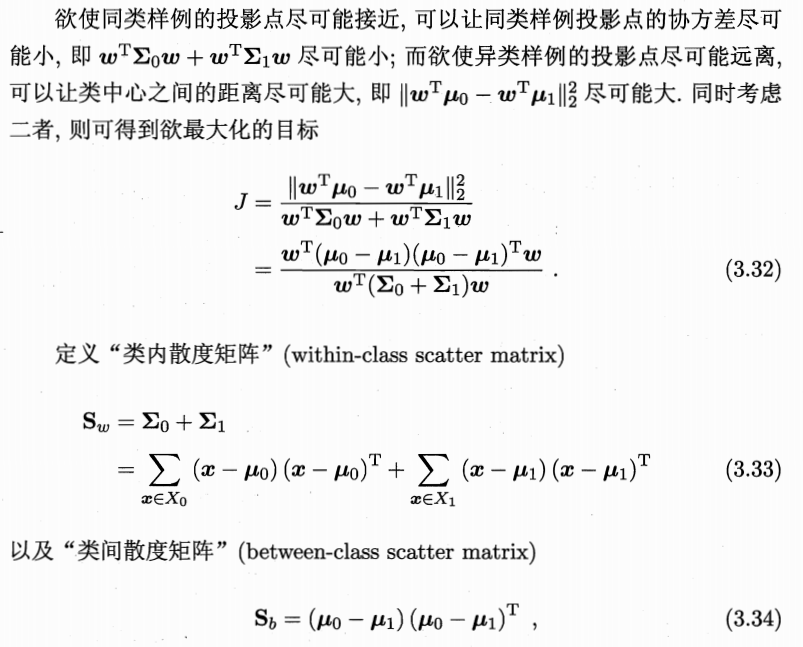 欲使同类样例的投影点尽可能接近, 可以让同类样例投影点的协方差尽可
能小, 即 $\boldsymbol{w}^{\mathrm{T}}\boldsymbol{\Sigma}_0\boldsymbol{w} + \boldsymbol{w}^{\mathrm{T}}\boldsymbol{\Sigma}_1\boldsymbol{w}$ 尽可能小; 而欲使异类样例的投影点尽可能远离,
可以让类中心之间的距离尽可能大, 即 $\|\boldsymbol{w}^{\mathrm{T}}\boldsymbol{\mu}_0 - \boldsymbol{w}^{\mathrm{T}}\boldsymbol{\mu}_1\|_2^2$ 尽可能大. 同时考虑
二者, 则可得到欲最大化的目标
$J = \frac{\|\boldsymbol{w}^{\mathrm{T}}\boldsymbol{\mu}_0 - \boldsymbol{w}^{\mathrm{T}}\boldsymbol{\mu}_1\|_2^2}{\boldsymbol{w}^{\mathrm{T}}\boldsymbol{\Sigma}_0\boldsymbol{w} + \boldsymbol{w}^{\mathrm{T}}\boldsymbol{\Sigma}_1\boldsymbol{w}}$
$= \frac{\boldsymbol{w}^{\mathrm{T}}(\boldsymbol{\mu}_0 - \boldsymbol{\mu}_1)(\boldsymbol{\mu}_0 - \boldsymbol{\mu}_1)^{\mathrm{T}}\boldsymbol{w}}{\boldsymbol{w}^{\mathrm{T}}(\boldsymbol{\Sigma}_0 + \boldsymbol{\Sigma}_1)\boldsymbol{w}}$ . (3.32)
定义“类内散度矩阵” (within-class scatter matrix)
$\mathbf{S}_w = \boldsymbol{\Sigma}_0 + \boldsymbol{\Sigma}_1$
$= \sum_{\boldsymbol{x} \in X_0} (\boldsymbol{x} - \boldsymbol{\mu}_0)(\boldsymbol{x} - \boldsymbol{\mu}_0)^{\mathrm{T}} + \sum_{\boldsymbol{x} \in X_1} (\boldsymbol{x} - \boldsymbol{\mu}_1)(\boldsymbol{x} - \boldsymbol{\mu}_1)^{\mathrm{T}}$ (3.33)
以及“类间散度矩阵” (between-class scatter matrix)
$\mathbf{S}_b = (\boldsymbol{\mu}_0 - \boldsymbol{\mu}_1)(\boldsymbol{\mu}_0 - \boldsymbol{\mu}_1)^{\mathrm{T}}$ , (3.34)